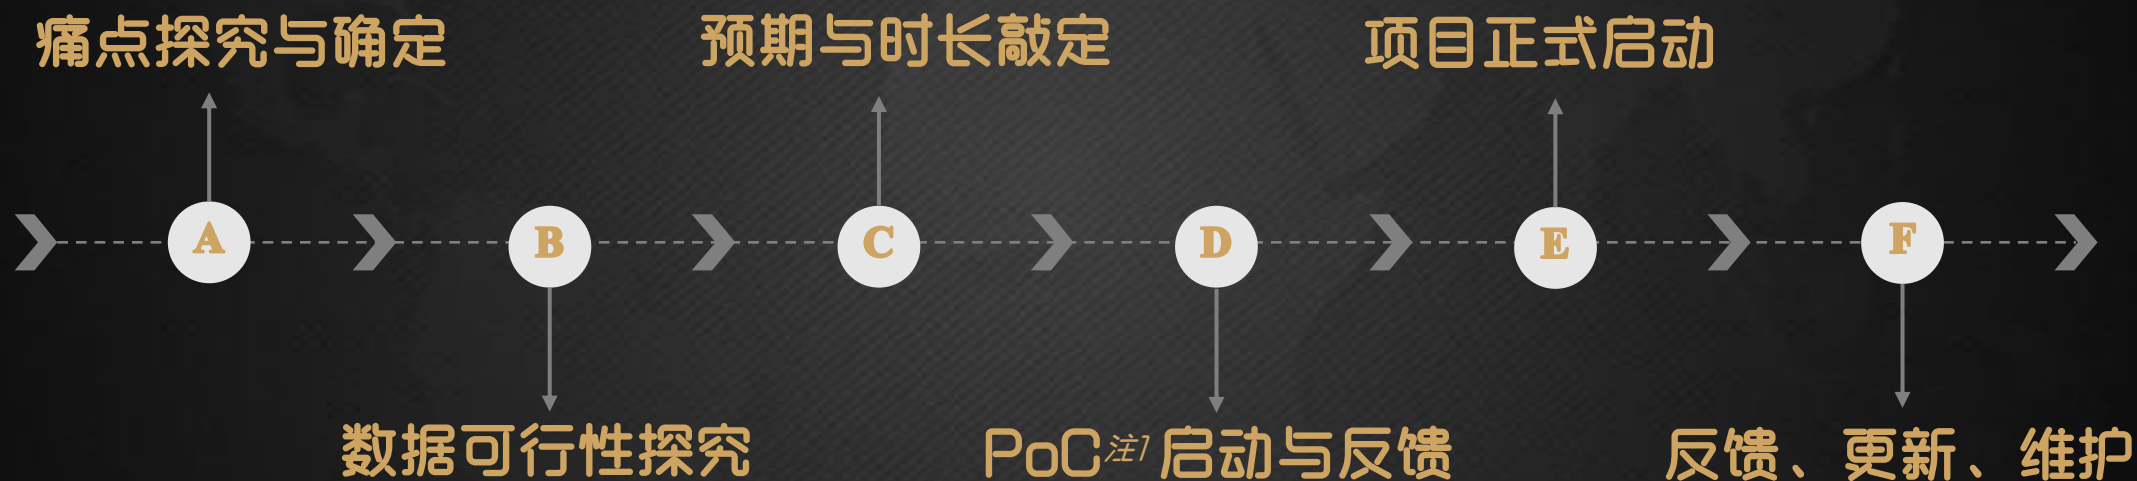 痛点探究与确定
预期与时长敲定
项目正式启动
A
B
C
D
E
F
数据可行性探究
PoC注1启动与反馈
反馈、更新、维护